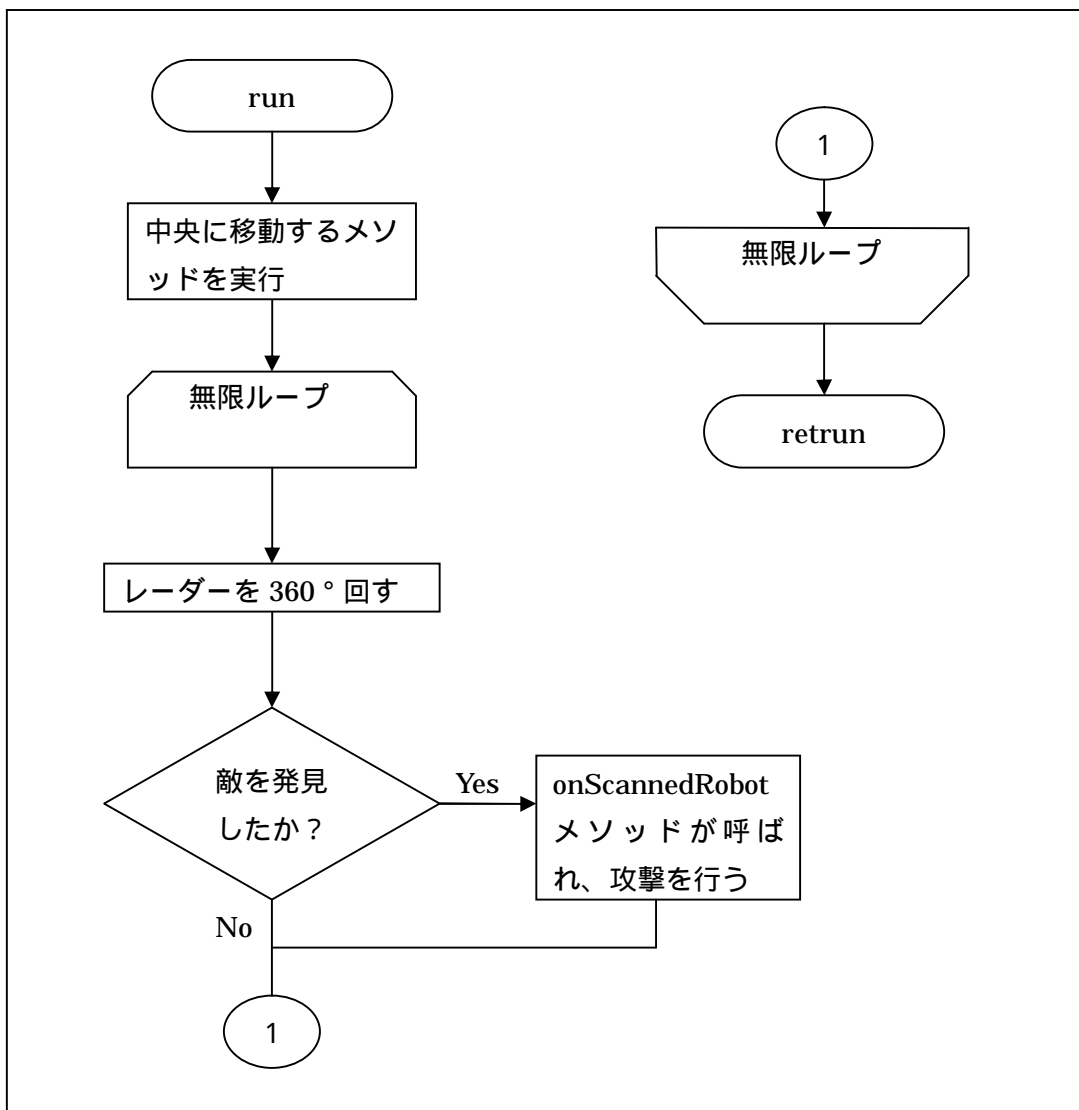 run
中央に移動するメソ
ッドを実行
無限ループ
レーダーを 360 ° 回す
敵を発見
したか？
Yes
onScannedRobot
メソッドが呼ば
れ、攻撃を行う
No
1
1
無限ループ
retrun